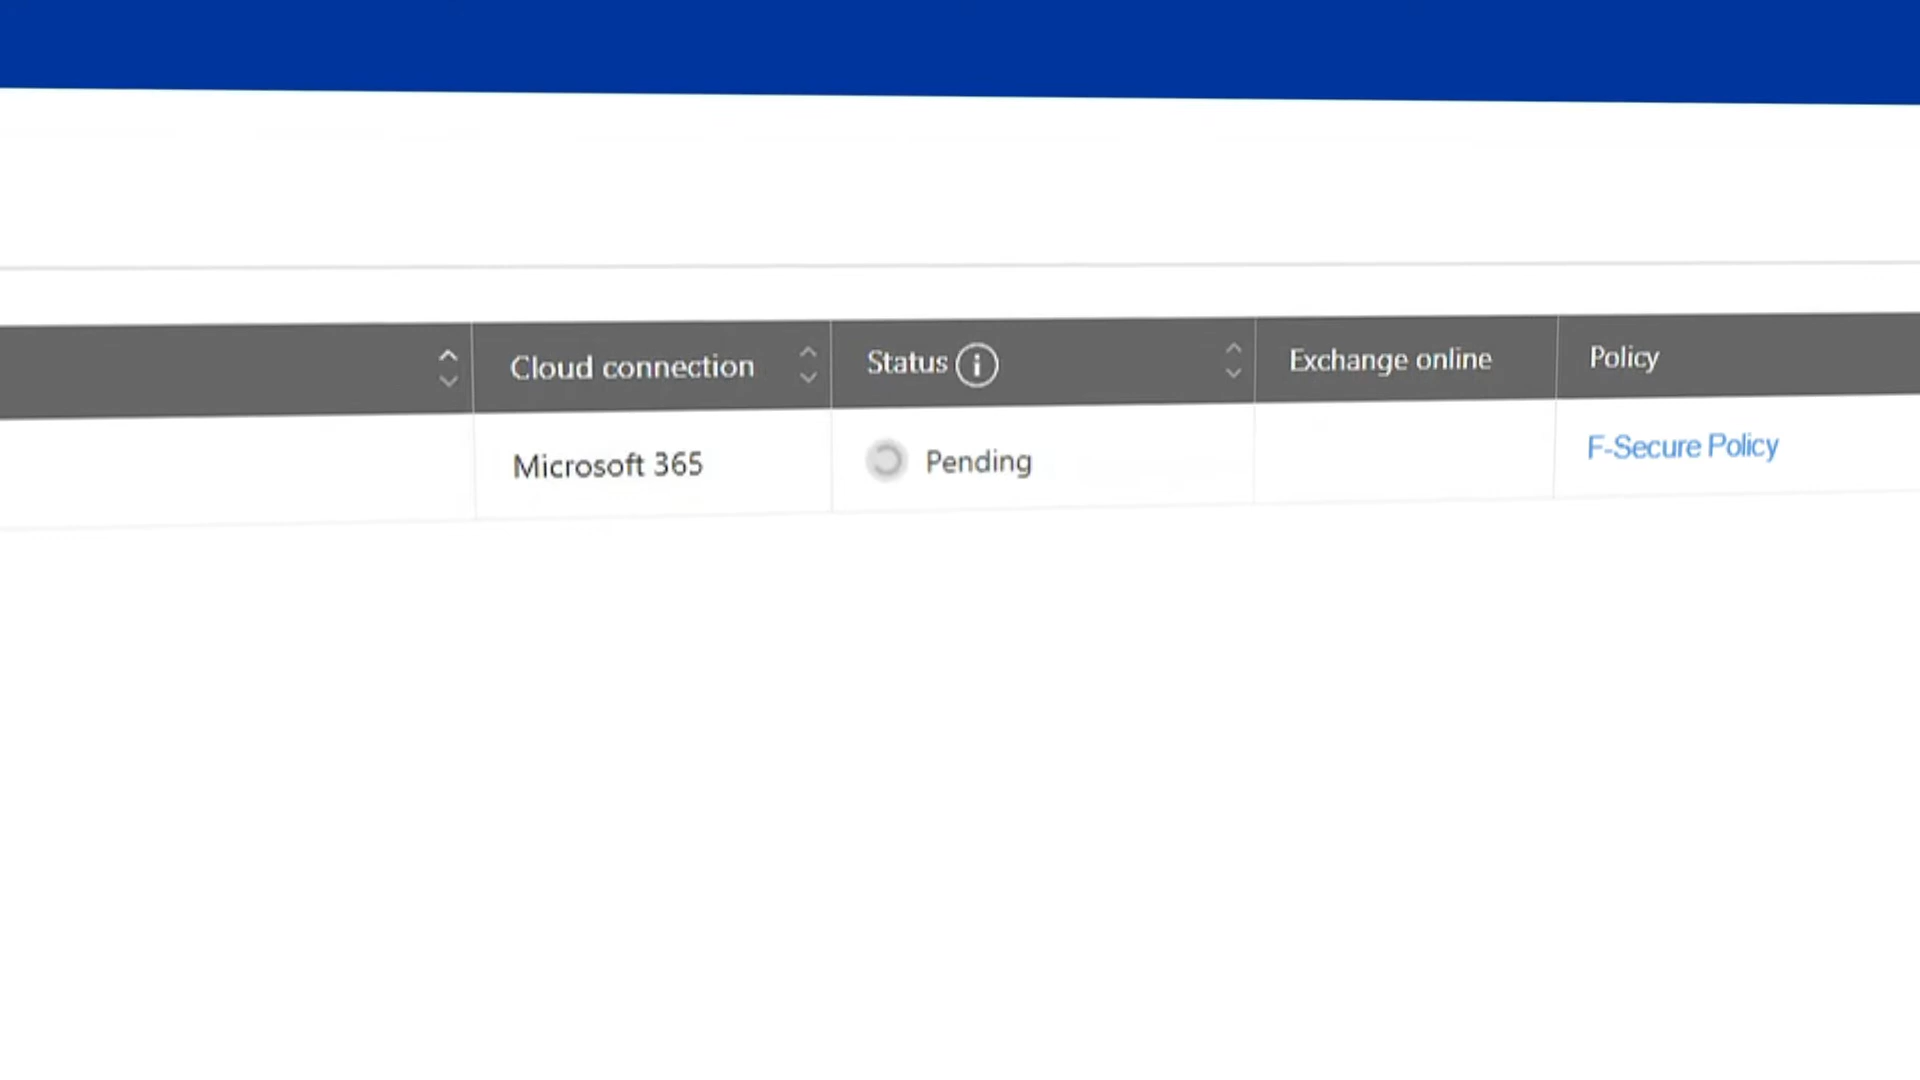 Cloud connection Status Exchange online Policy
Microsoft 365 Pending F-Secure Policy